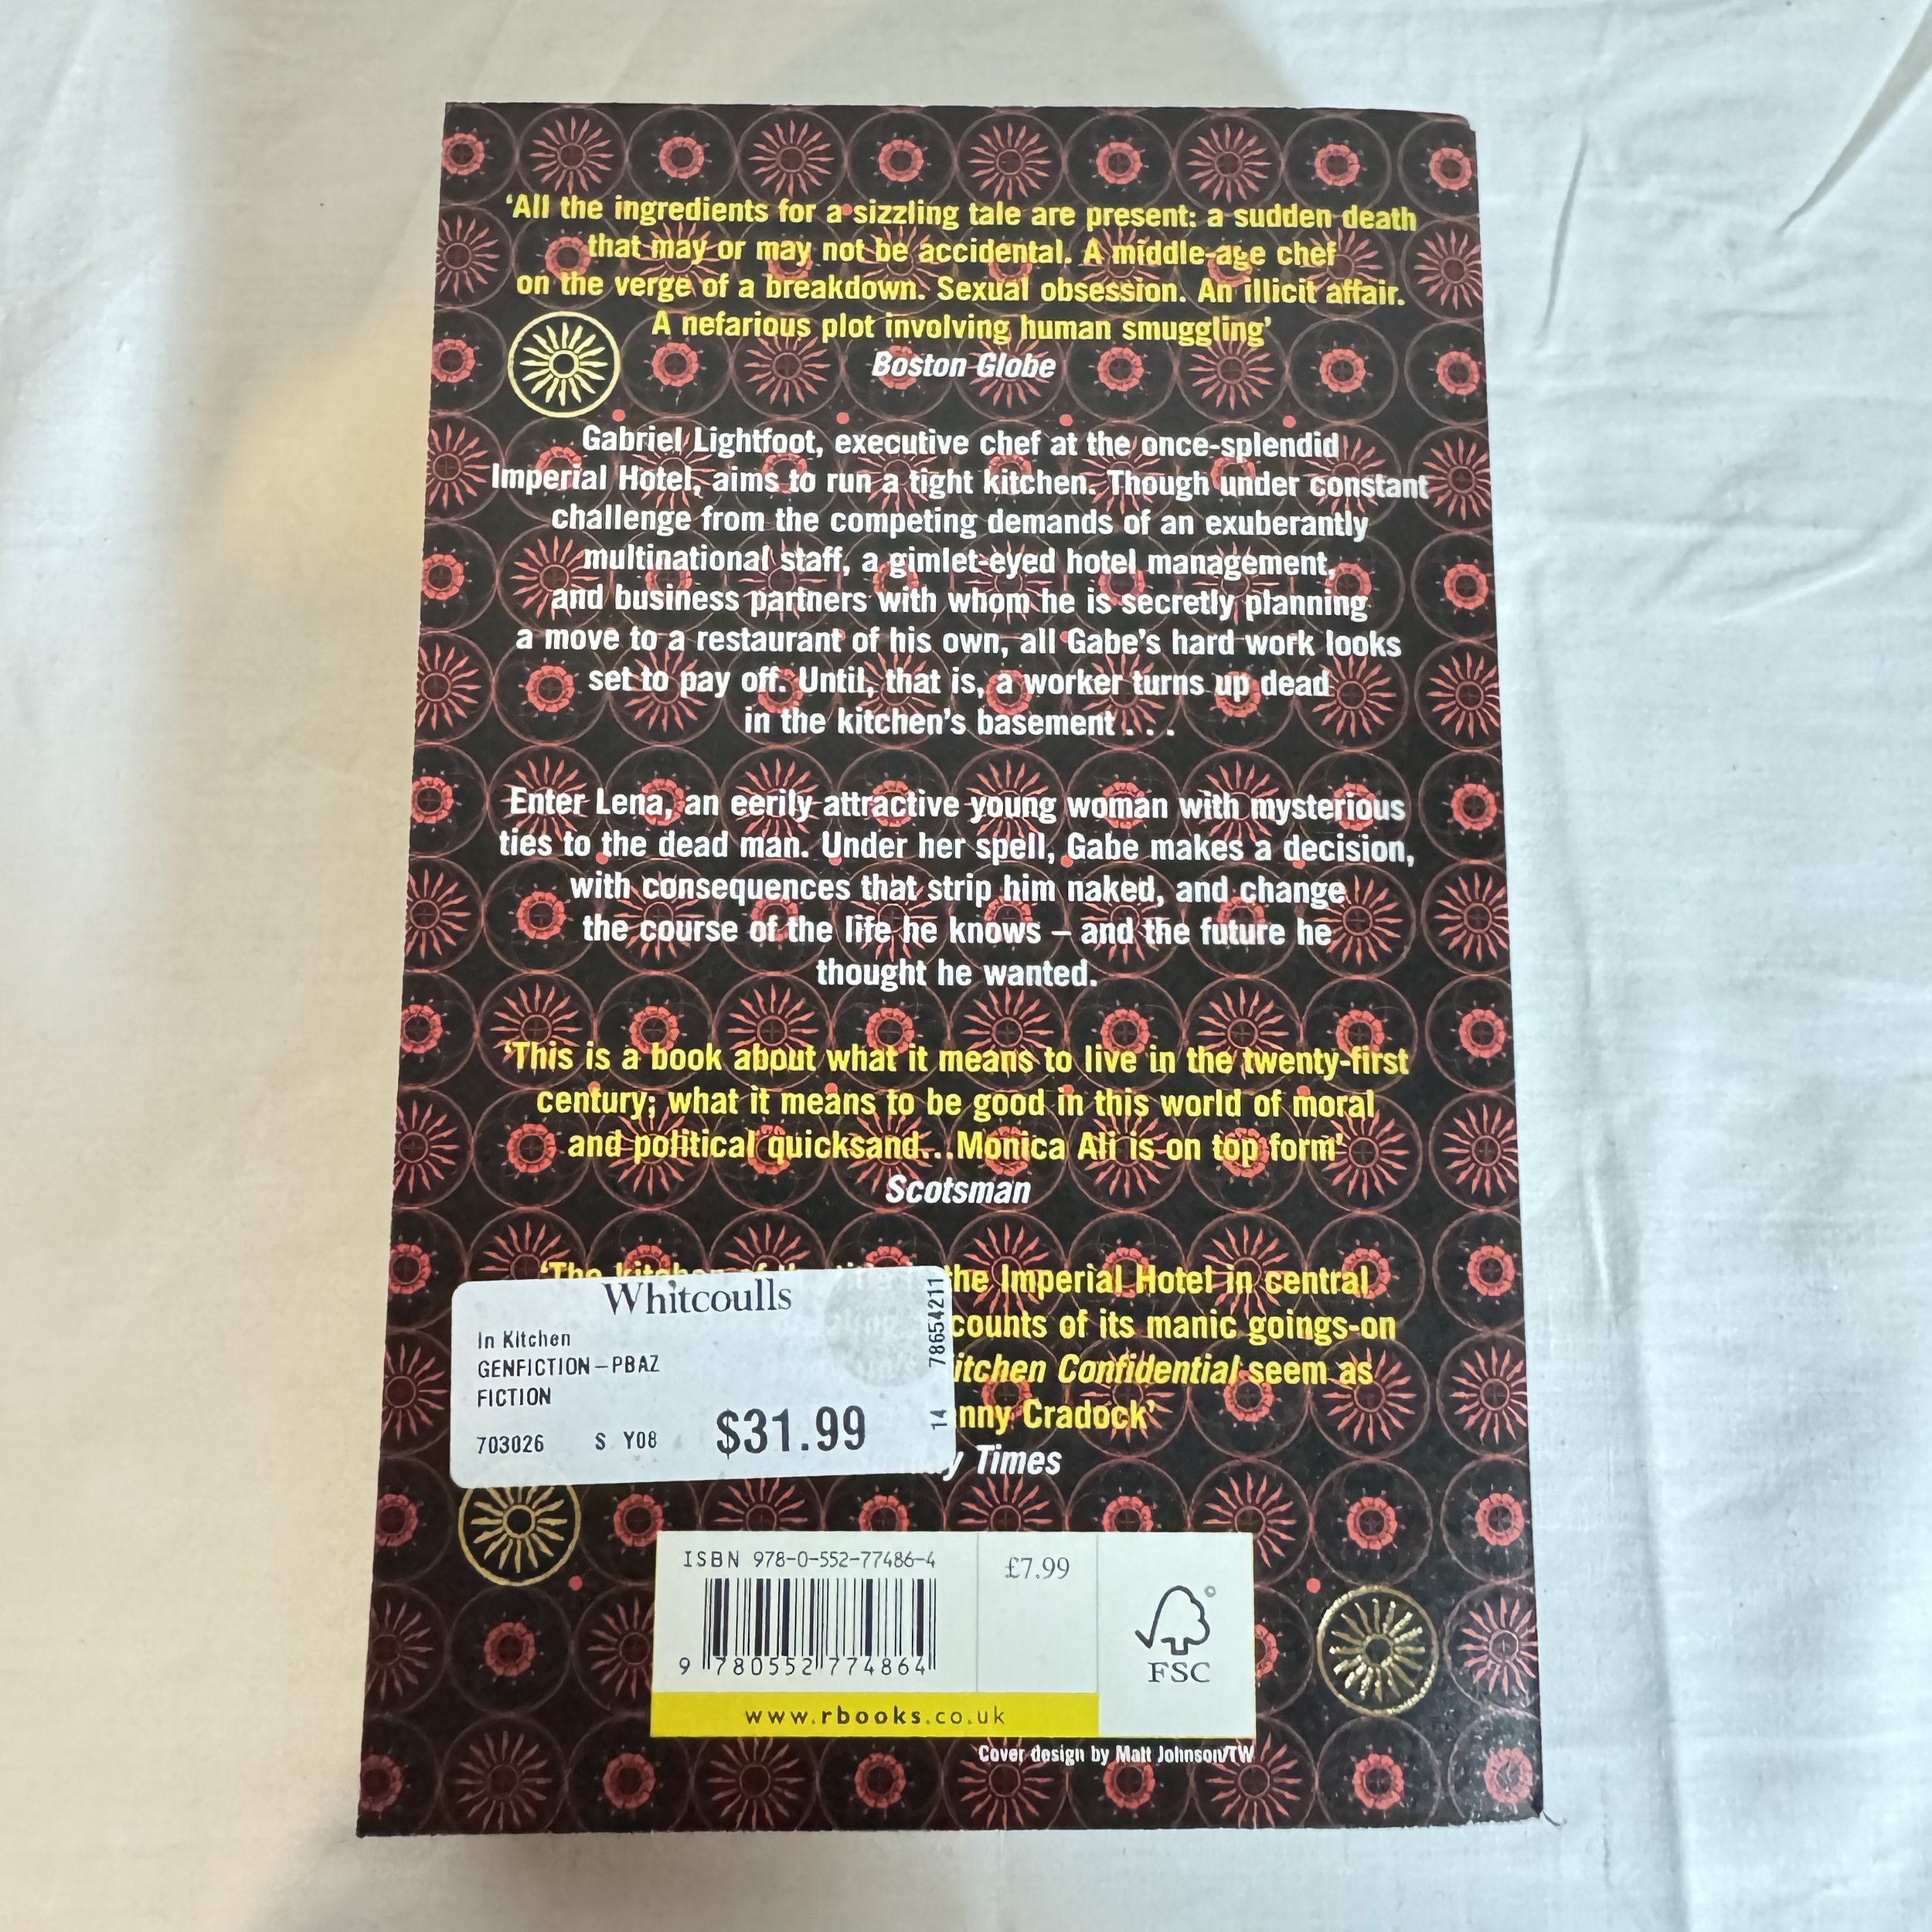 ‘All the ingredients for a sizzling tale are present: a sudden death
that may or may not be accidental. A middle-age chef
on the verge of a breakdown. Sexual obsession. An illicit affair.
A nefarious plot involving human smuggling’
Boston Globe
Gabriel Lightfoot, executive chef at the once-splendid
Imperial Hotel, aims to run a tight kitchen. Though under constant
challenge from the competing demands of an exuberantly
multinational staff, a gimlet-eyed hotel management,
and business partners with whom he is secretly planning
a move to a restaurant of his own, all Gabe’s hard work looks
set to pay off. Until, that is, a worker turns up dead
in the kitchen’s basement . . .
Enter Lena, an eerily attractive young woman with mysterious
ties to the dead man. Under her spell, Gabe makes a decision,
with consequences that strip him naked, and change
the course of the life he knows – and the future he
thought he wanted.
‘This is a book about what it means to live in the twenty-first
century; what it means to be good in this world of moral
and political quicksand...Monica Ali is on top form’
Scotsman
‘The kitchen of the the Imperial Hotel in central
counts of its manic goings-on
itchen Confidential seem as
nny Cradock’
y Times
Whitcoulls
In Kitchen
GENFICTION-PBAZ
FICTION
703026 S Y08 $31.99
14 78654211
ISBN 978-0-552-77486-4
£7.99
9 780552 774864
FSC
www.rbooks.co.uk
Cover design by Matt Johnson/TW